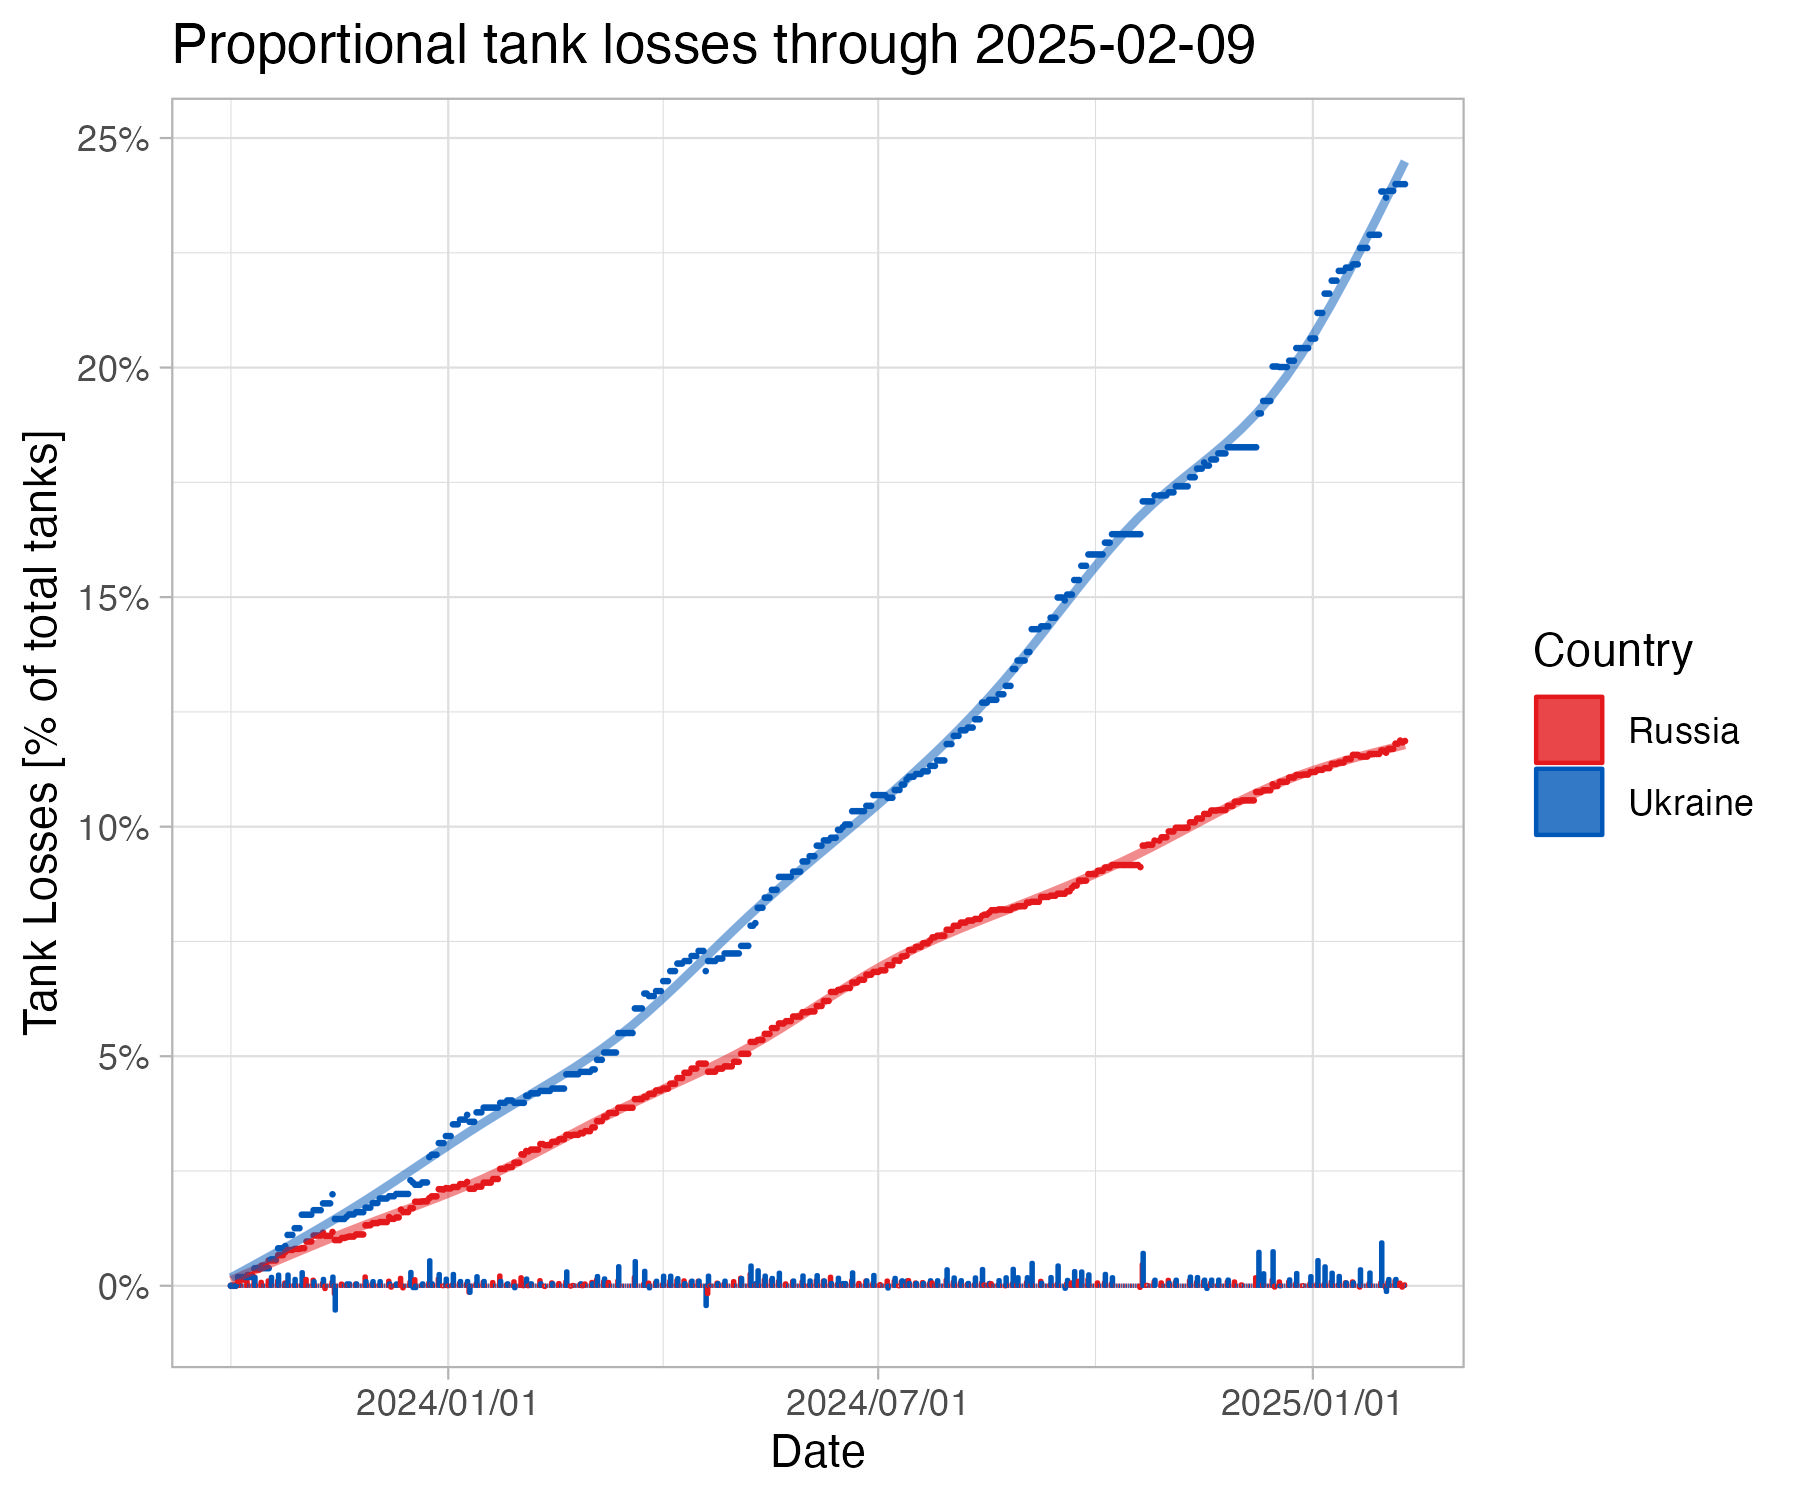 Proportional tank losses through 2025-02-09
Tank Losses [% of total tanks]
25%
20%
15%
10%
5%
0%
2024/01/01
2024/07/01
2025/01/01
Date
Country
Russia
Ukraine